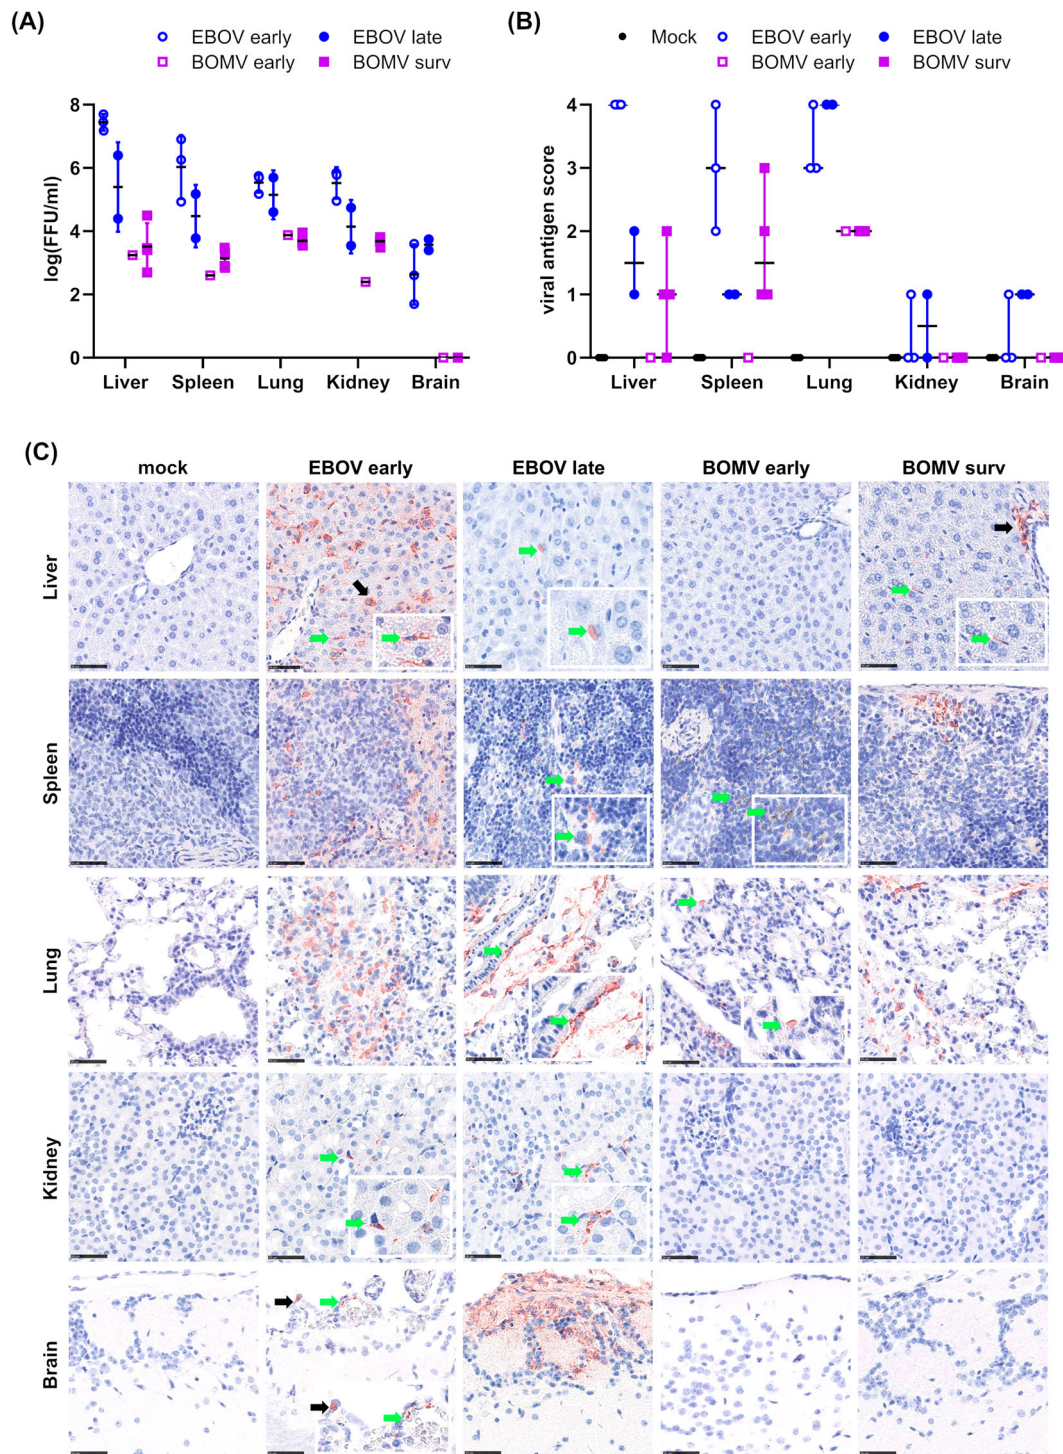 (A)
EBOV early EBOV late
BOMV early BOMV surv
log(FFU/ml)
8
6
4
2
0
Liver Spleen Lung Kidney Brain
(B)
Mock EBOV early EBOV late
BOMV early BOMV surv
viral antigen score
4
3
2
1
0
Liver Spleen Lung Kidney Brain
(C)
mock EBOV early EBOV late BOMV early BOMV surv
Liver
Spleen
Lung
Kidney
Brain